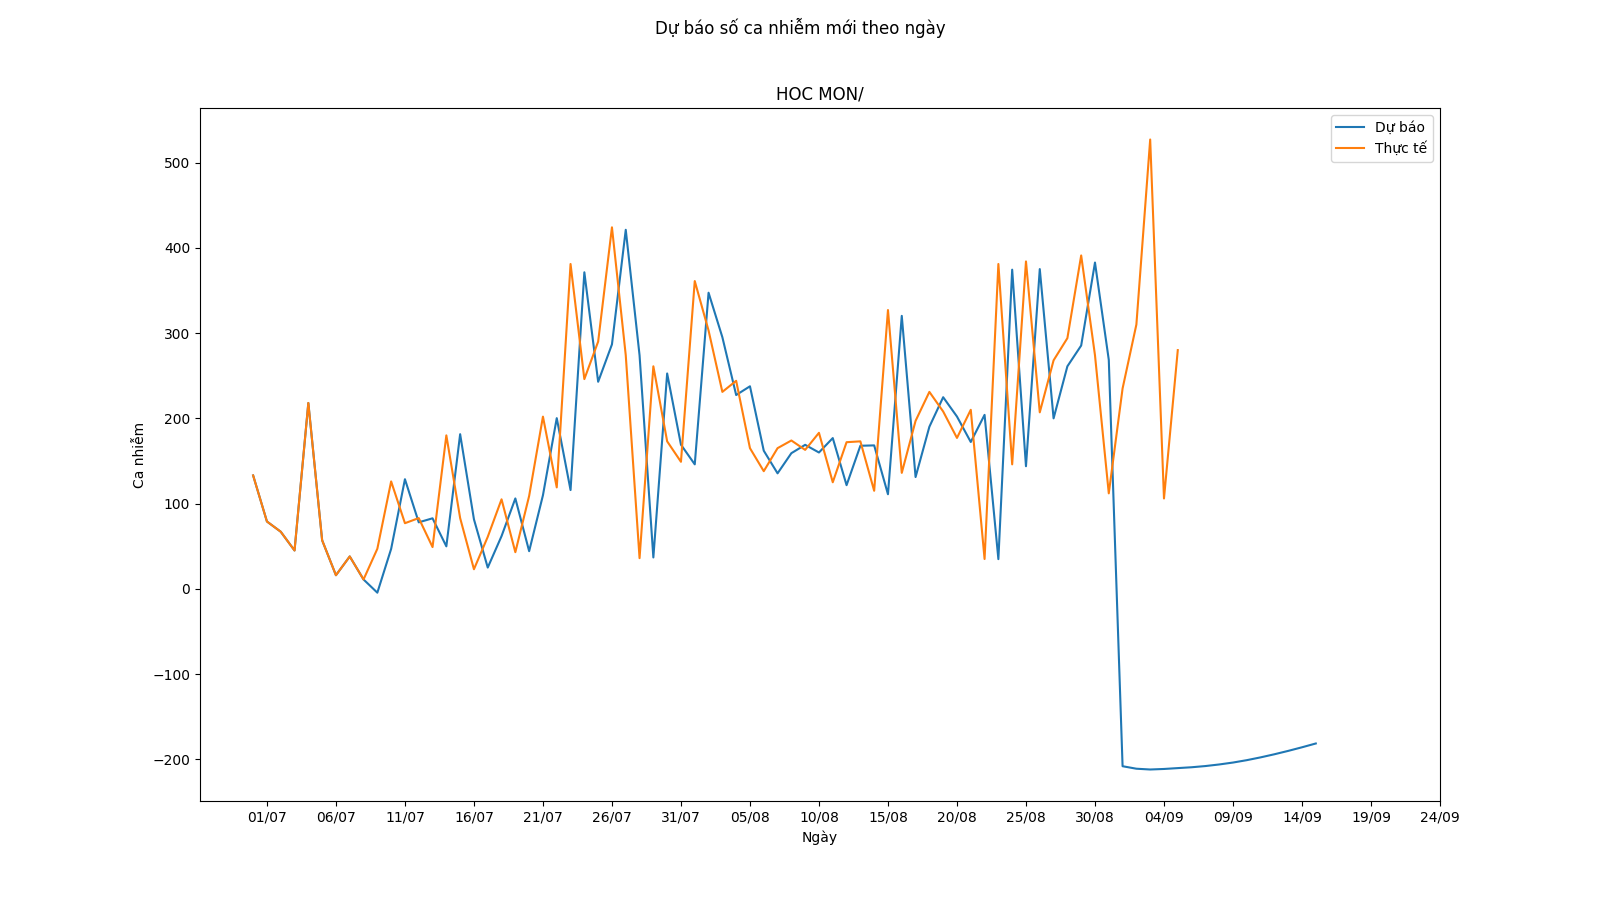 Dự báo số ca nhiễm mới theo ngày
HOC MON/
Dự báo
Thực tế
500
400
300
200
100
0
−100
−200
Ca nhiễm
01/07 06/07 11/07 16/07 21/07 26/07 31/07 05/08 10/08 15/08 20/08 25/08 30/08 04/09 09/09 14/09 19/09 24/09
Ngày